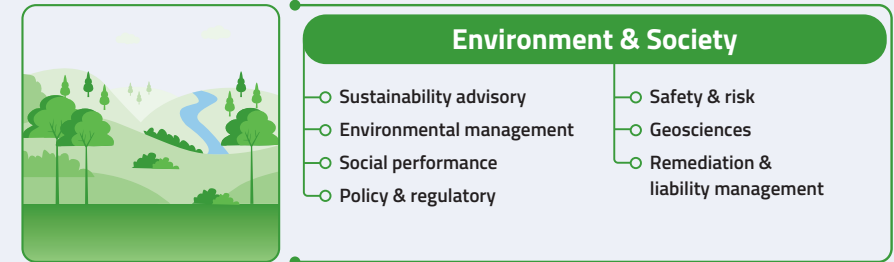 Environment & Society
Sustainability advisory
Environmental management
Social performance
Policy & regulatory
Safety & risk
Geosciences
Remediation &
liability management